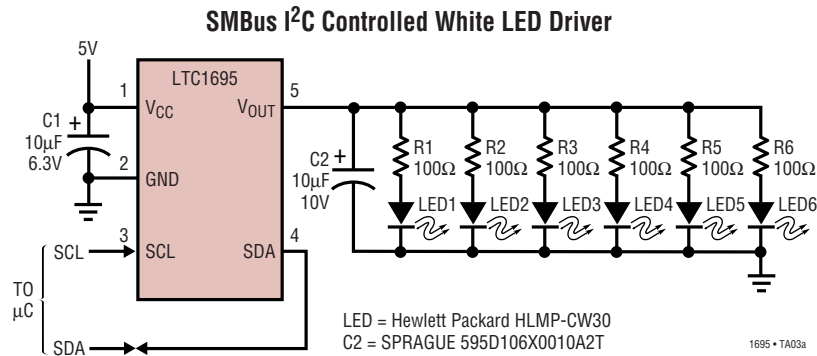 SMBus I2C Controlled White LED Driver
5V
LTC1695
1
VCC
VOUT
5
C1
+
10µF
6.3V
2
GND
C2
+
10µF
10V
R1
100Ω
R2
100Ω
R3
100Ω
R4
100Ω
R5
100Ω
R6
100Ω
LED1
LED2
LED3
LED4
LED5
LED6
SCL
3
SCL
SDA
4
TO
µC
SDA
LED = Hewlett Packard HLMP-CW30
C2 = SPRAGUE 595D106X0010A2T
1695 • TA03a